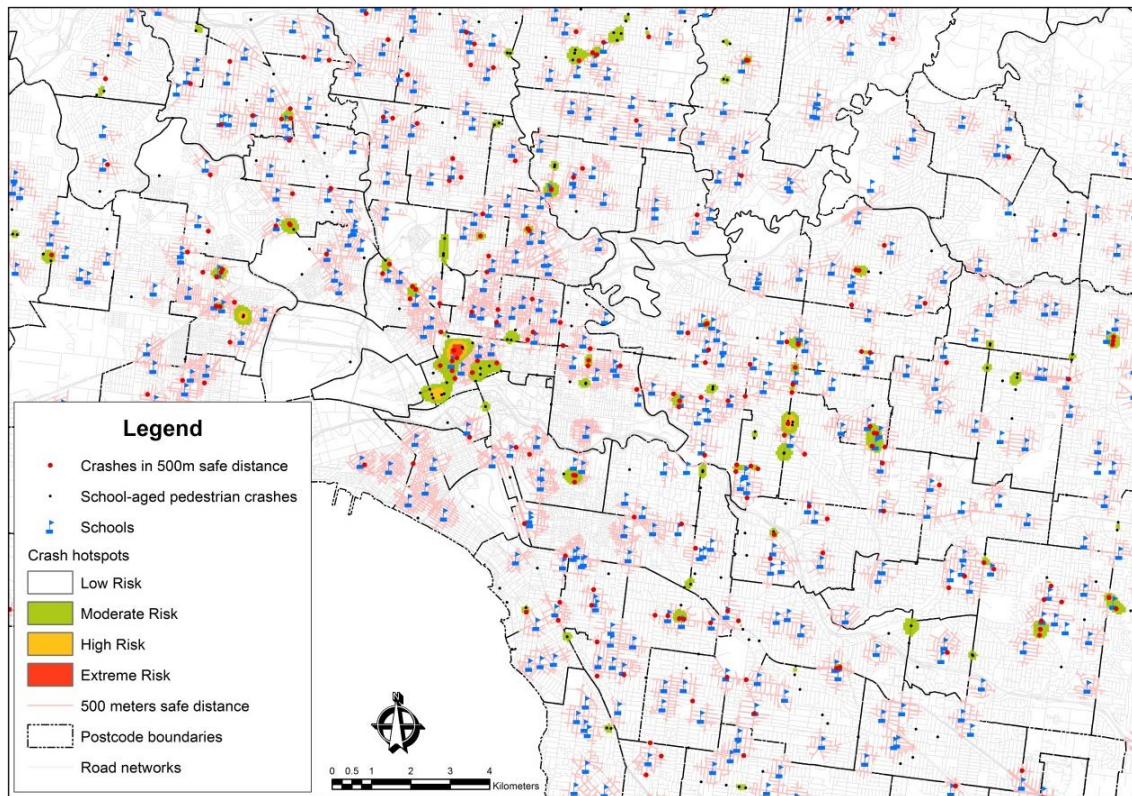 Legend
Crashes in 500m safe distance
School-aged pedestrian crashes
Schools
Crash hotspots
Low Risk
Moderate Risk
High Risk
Extreme Risk
500 meters safe distance
Postcode boundaries
Road networks
N
0 0.5 1 2 3 4
Kilometers